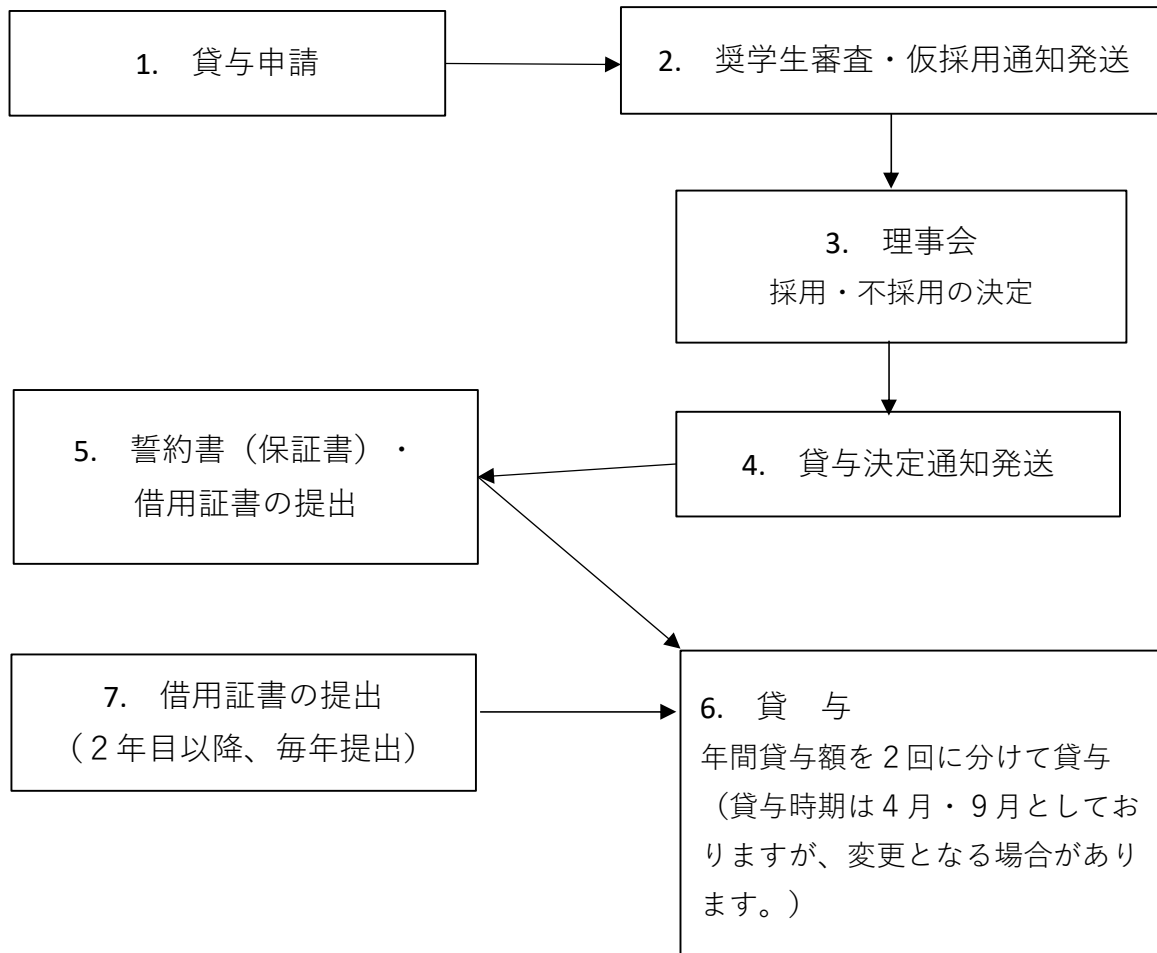 1.　貸与申請
2.　奨学生審査・仮採用通知発送
3.　理事会
採用・不採用の決定
4.　貸与決定通知発送
5.　誓約書（保証書）・
借用証書の提出
6.　貸　与
年間貸与額を２回に分けて貸与
（貸与時期は４月・９月としてお
りますが、変更となる場合があり
ます。）
7.　借用証書の提出
（２年目以降、毎年提出）